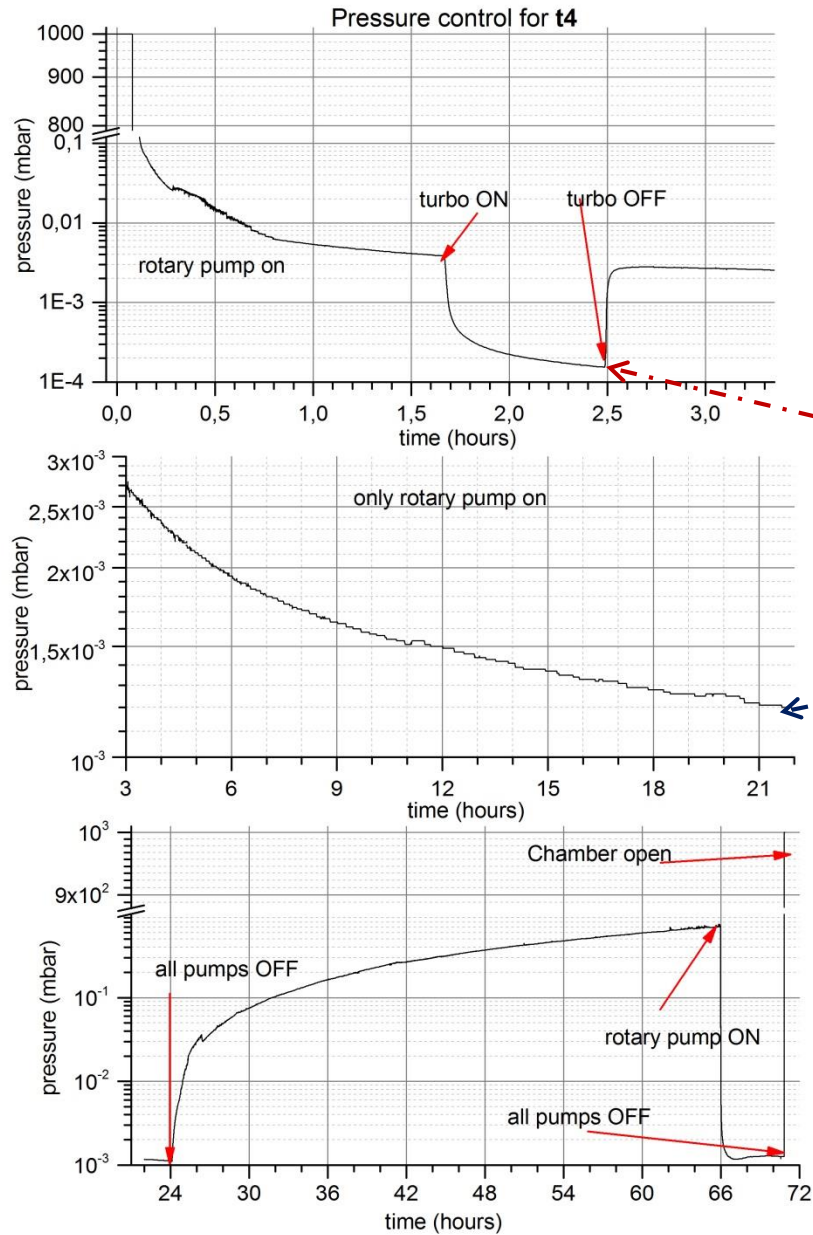 Pressure control for t4
1000
900
800
0,1
0,01
1E-3
1E-4
pressure (mbar)
turbo ON
turbo OFF
rotary pump on
0,0
0,5
1,0
1,5
2,0
2,5
3,0
time (hours)
3x10⁻³
2,5x10⁻³
2x10⁻³
1,5x10⁻³
10⁻³
pressure (mbar)
only rotary pump on
3
6
9
12
15
18
21
time (hours)
10³
9x10²
10⁻¹
10⁻²
10⁻³
pressure (mbar)
Chamber open
all pumps OFF
rotary pump ON
all pumps OFF
24
30
36
42
48
54
60
66
72
time (hours)